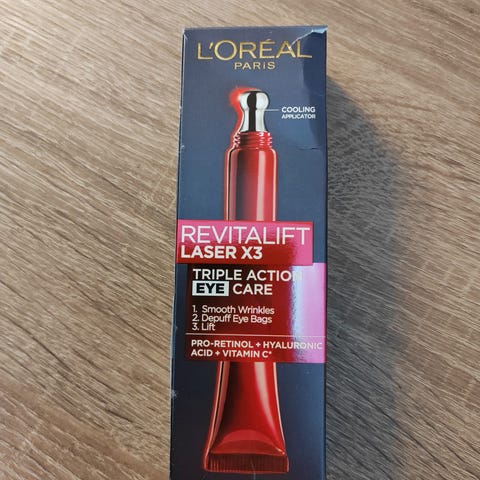 L'ORÉAL
PARIS
COOLING
APPLICATOR
REVITALIFT
LASER X3
TRIPLE ACTION
EYE CARE
1. Smooth Wrinkles
2. Depuff Eye Bags
3. Lift
PRO-RETINOL + HYALURONIC
ACID + VITAMIN C*